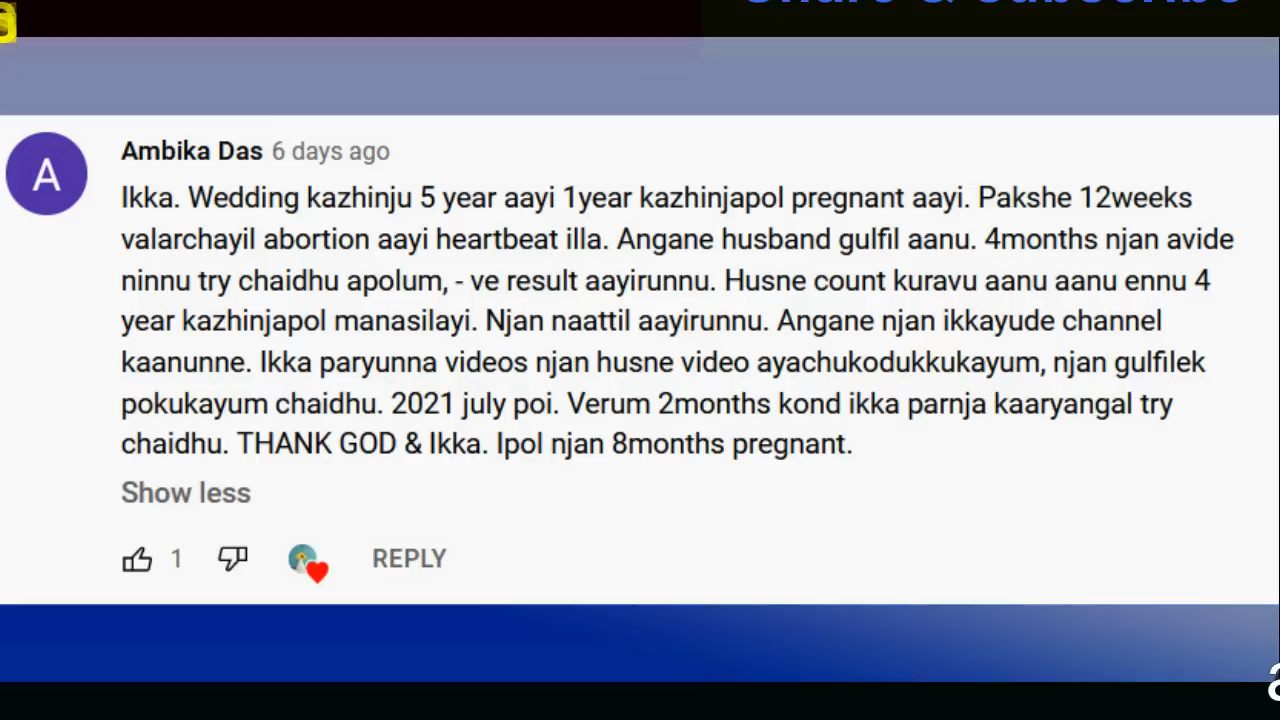 Share & Subscribe
Ambika Das 6 days ago
A
Ikka. Wedding kazhinju 5 year aayi 1year kazhinjapol pregnant aayi. Pakshe 12weeks
valarchayil abortion aayi heartbeat illa. Angane husband gulfil aanu. 4months njan avide
ninnu try chaidhu apolum, - ve result aayirunnu. Husne count kuravu aanu aanu ennu 4
year kazhinjapol manasilayi. Njan naattil aayirunnu. Angane njan ikkayude channel
kaanunne. Ikka paryunna videos njan husne video ayachukodukkukayum, njan gulfilek
pokukayum chaidhu. 2021 july poi. Verum 2months kond ikka parnja kaaryangal try
chaidhu. THANK GOD & Ikka. Ipol njan 8months pregnant.
Show less
1 REPLY